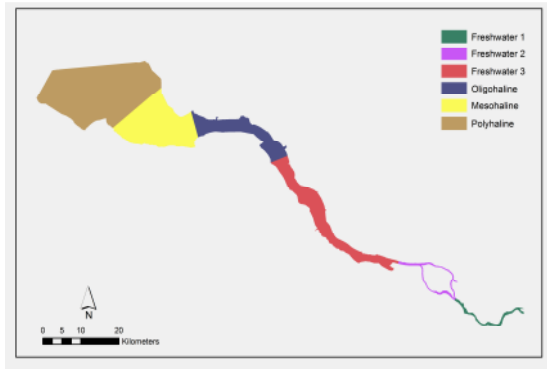 Freshwater 1
Freshwater 2
Freshwater 3
Oligohaline
Mesohaline
Polyhaline
N
0 5 10 20
Kilometers